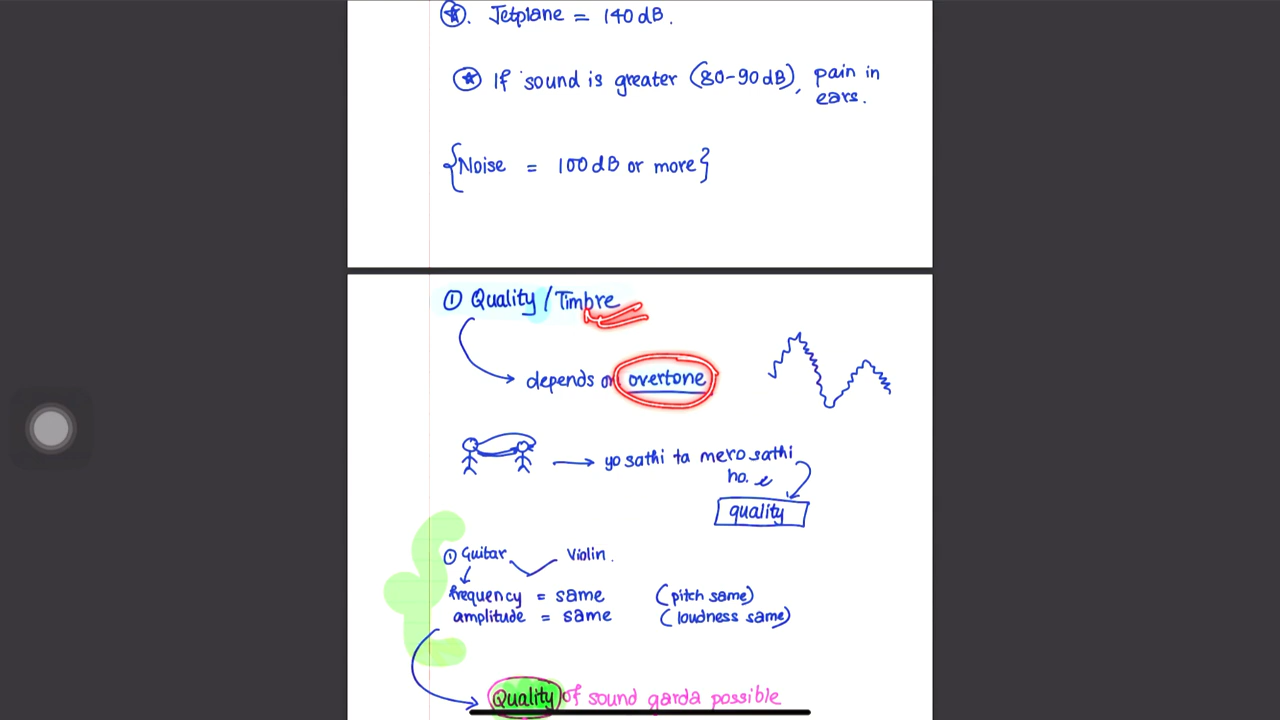 ⍟. Jetplane = 140 dB.
⍟ If sound is greater (80-90 dB), pain in
ears.
{Noise = 100 dB or more}
① Quality / Timbre
depends on overtone
yo sathi ta mero sathi
ho.
quality
① Guitar Violin.
frequency = same (pitch same)
amplitude = same (loudness same)
Quality of sound garda possible